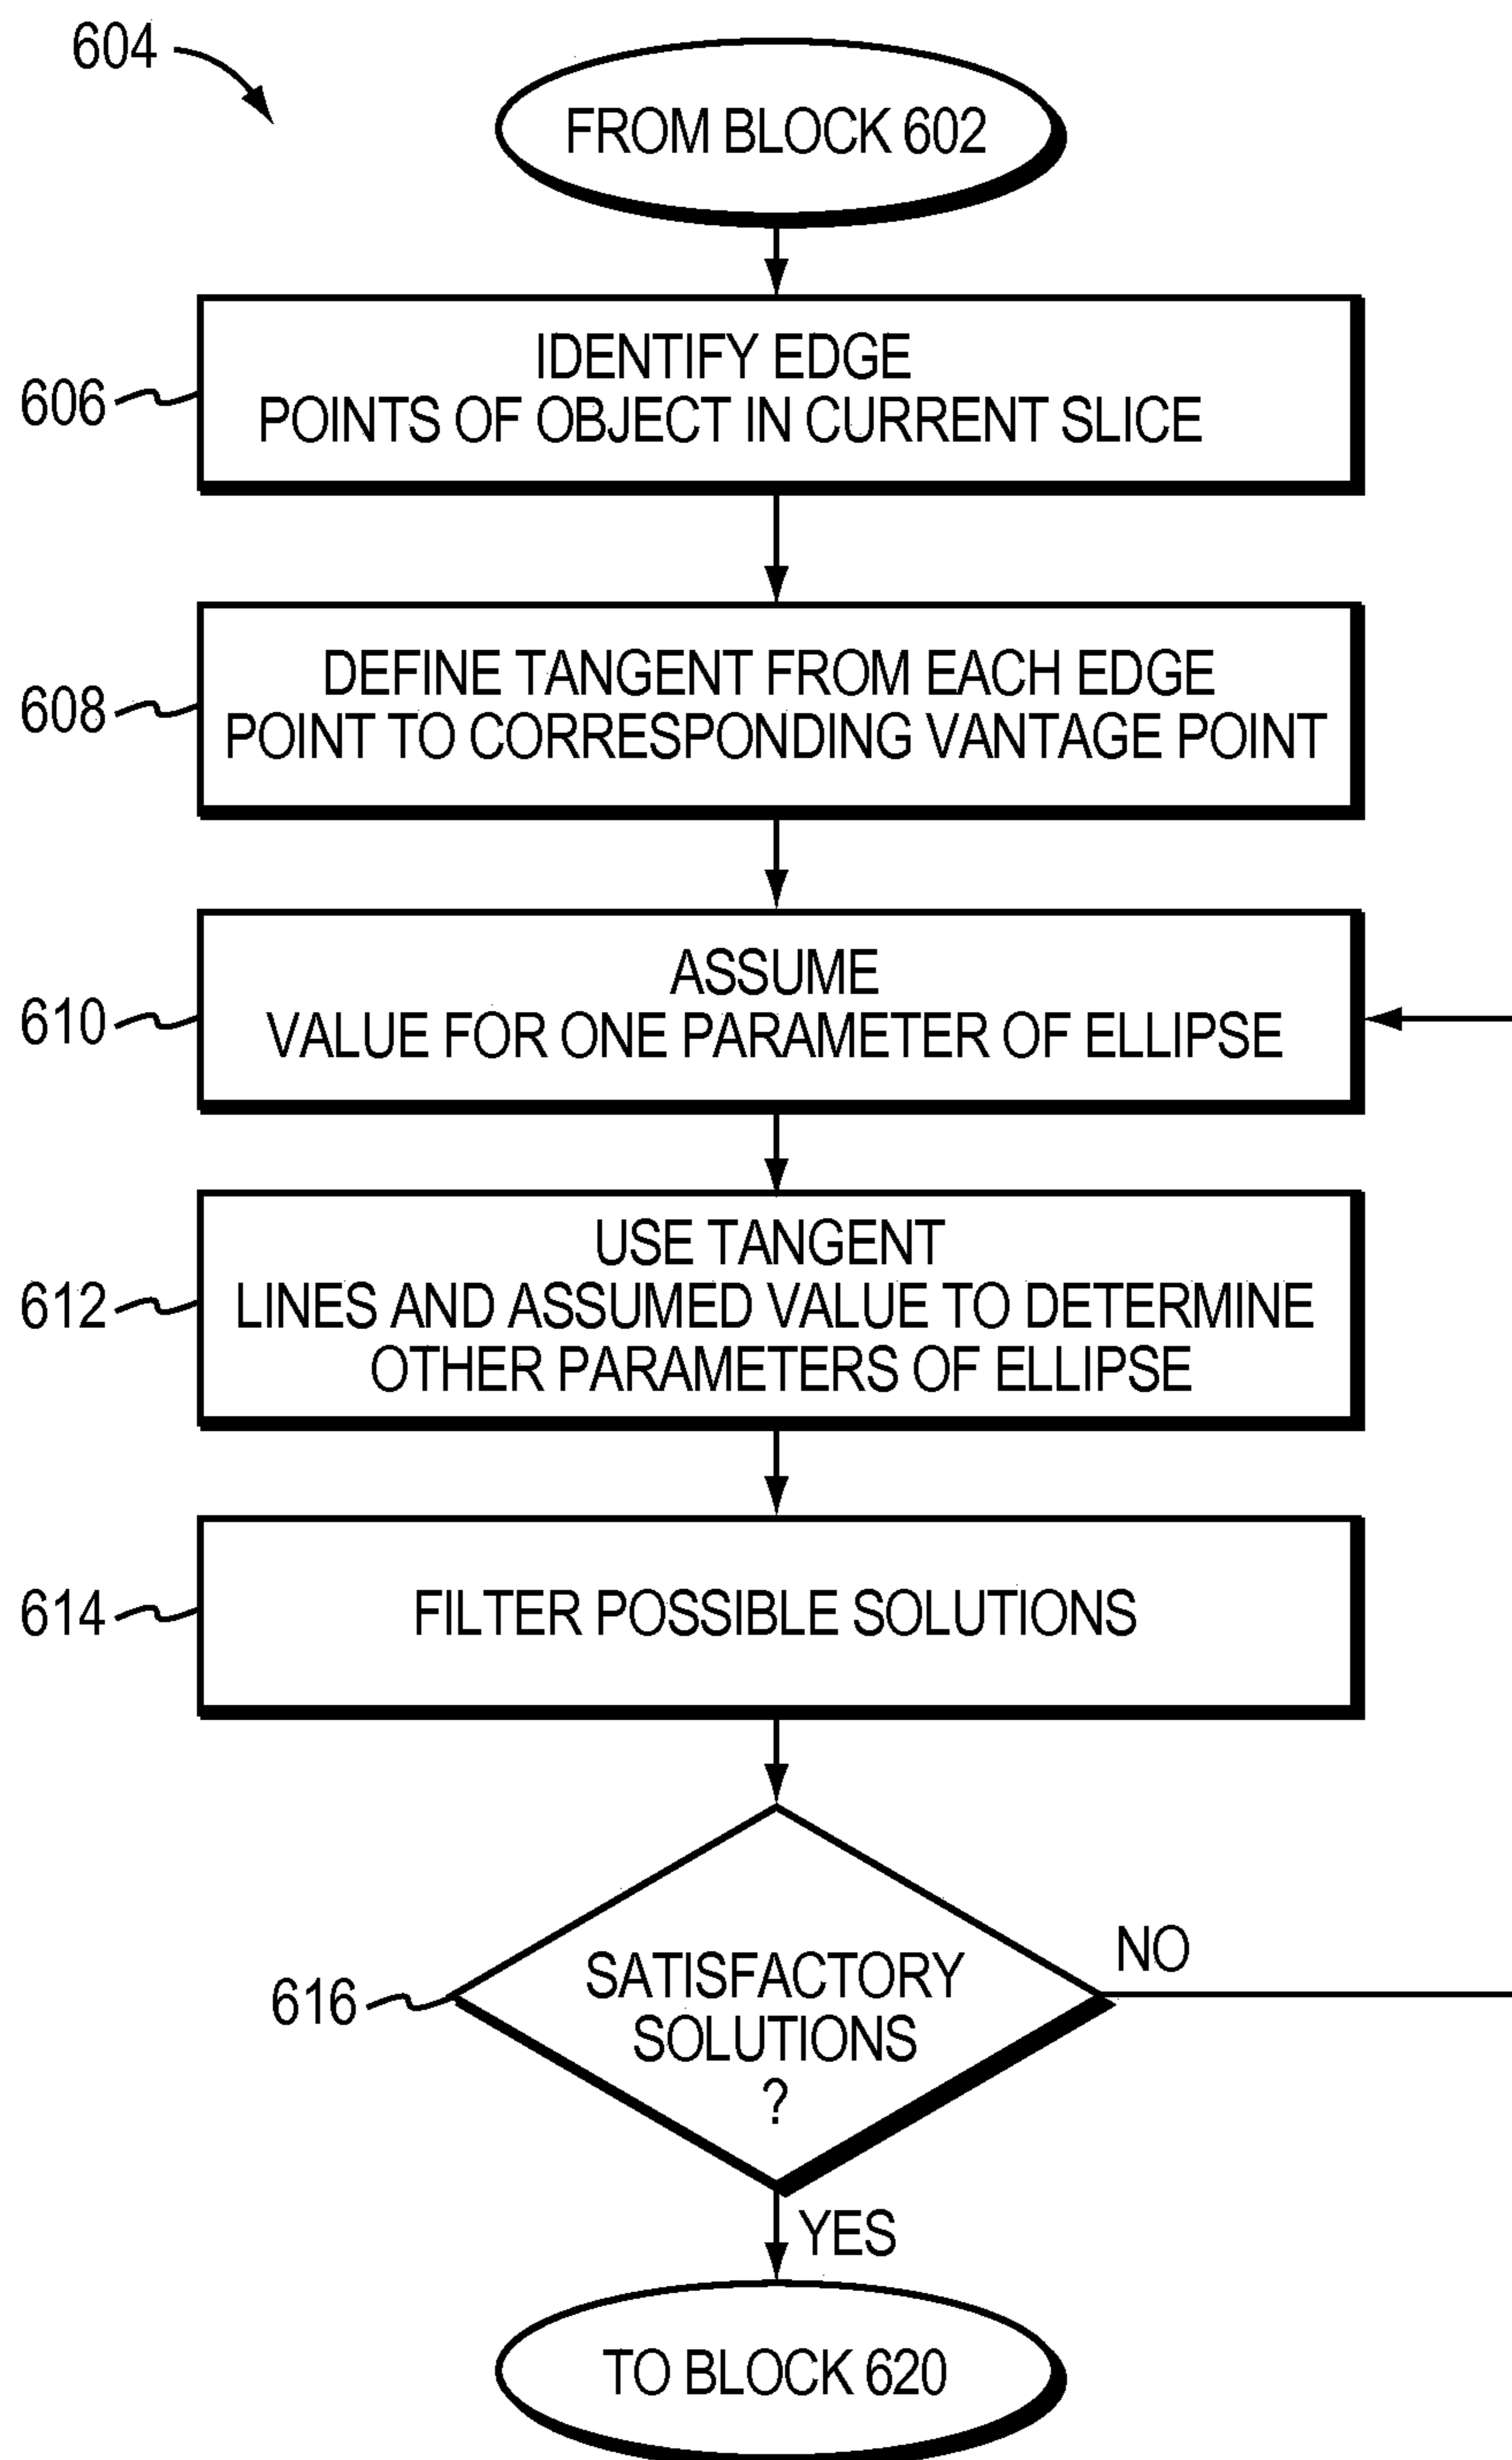 604
FROM BLOCK 602
606
IDENTIFY EDGE
POINTS OF OBJECT IN CURRENT SLICE
608
DEFINE TANGENT FROM EACH EDGE
POINT TO CORRESPONDING VANTAGE POINT
610
ASSUME
VALUE FOR ONE PARAMETER OF ELLIPSE
612
USE TANGENT
LINES AND ASSUMED VALUE TO DETERMINE
OTHER PARAMETERS OF ELLIPSE
614
FILTER POSSIBLE SOLUTIONS
616
SATISFACTORY
SOLUTIONS
?
NO
YES
TO BLOCK 620